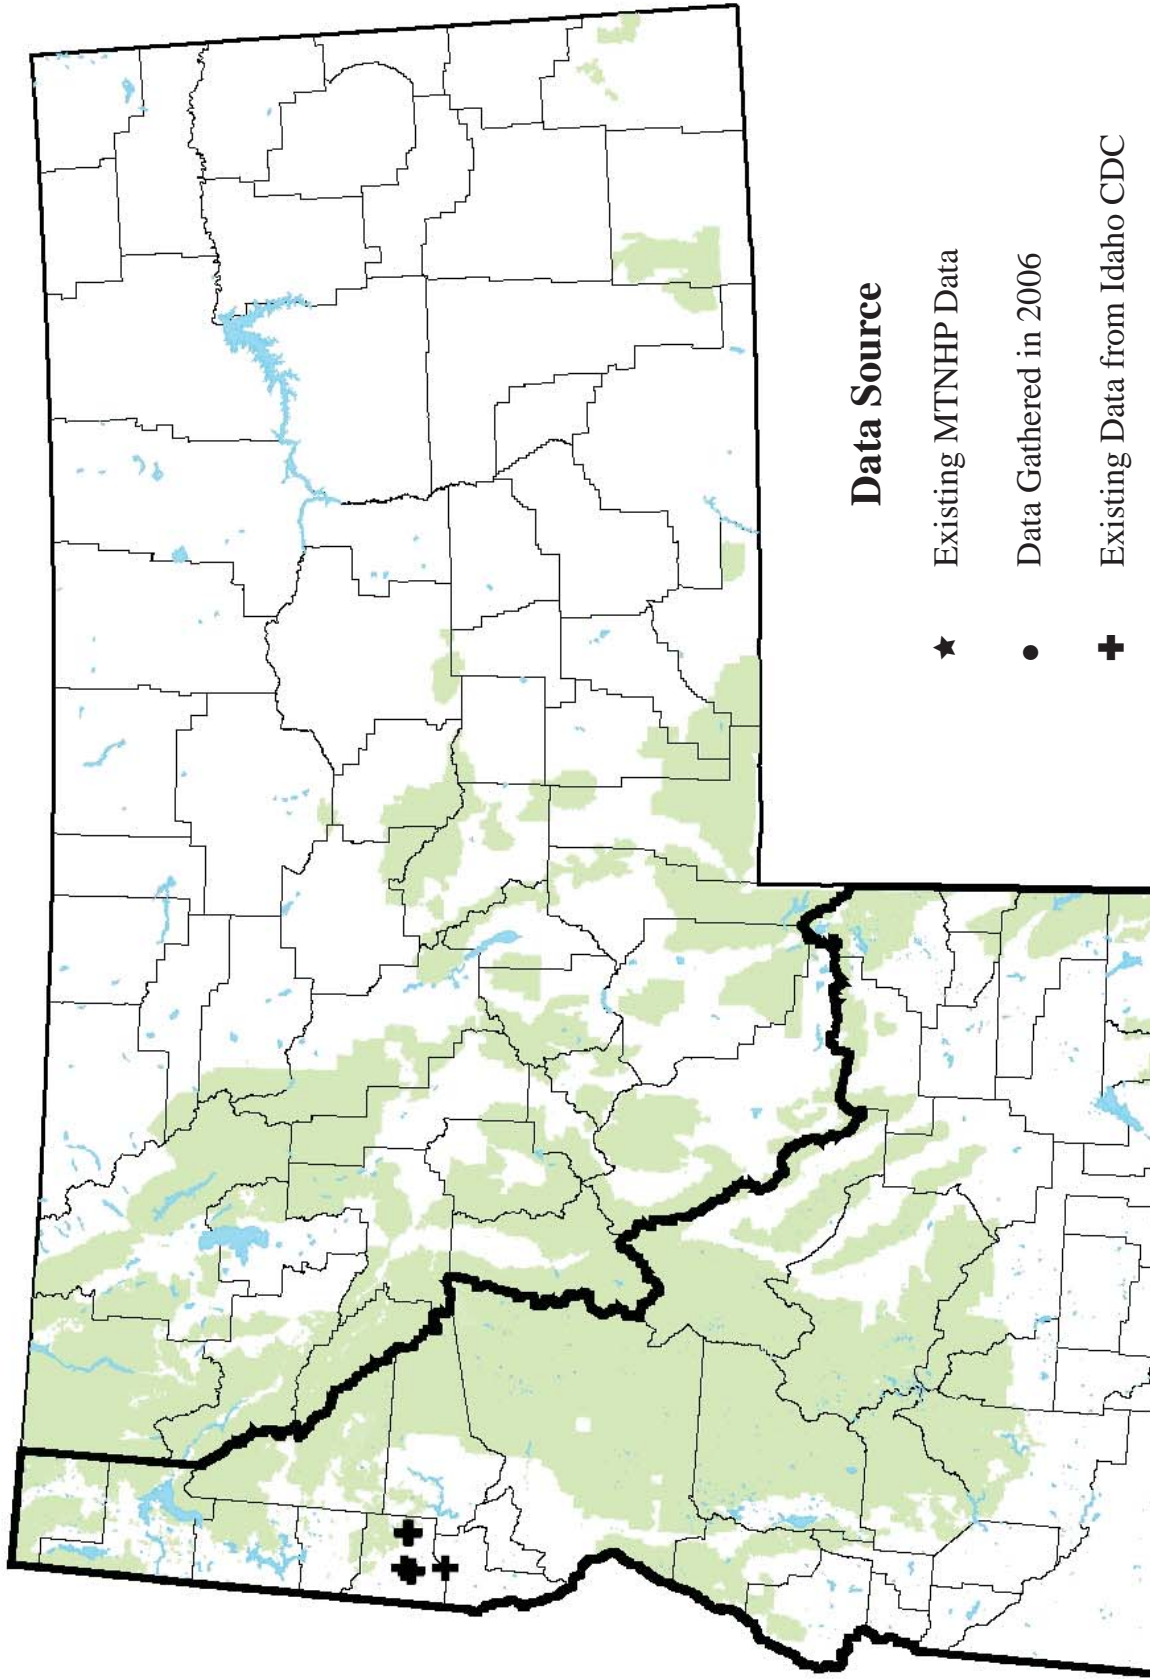 Data Source
Existing MTNHP Data
Data Gathered in 2006
Existing Data from Idaho CDC